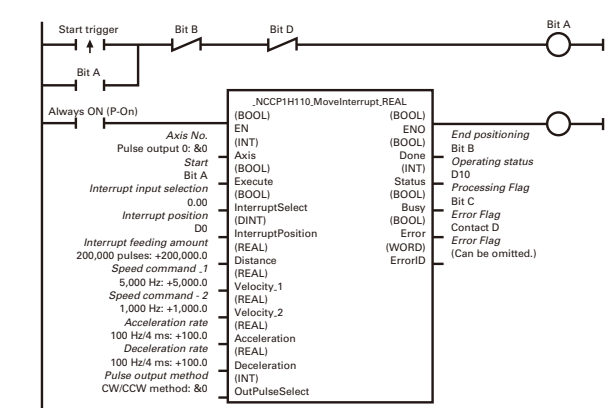 Start trigger
Bit B
Bit D
Bit A
Bit A
Always ON (P-On)
_NCCP1H110_MoveInterrupt_REAL
(BOOL) (BOOL)
EN ENO
Axis No. (INT) (BOOL) End positioning
Pulse output 0: &0 Axis Done Bit B
Start (BOOL) (INT) Operating status
Bit A Execute Status D10
Interrupt input selection (BOOL) (BOOL) Processing Flag
0.00 InterruptSelect Busy Bit C
Interrupt position (DINT) (BOOL) Error Flag
D0 InterruptPosition Error Contact D
Interrupt feeding amount (REAL) (WORD) Error Flag
200,000 pulses: +200,000.0 Distance ErrorID (Can be omitted.)
Speed command _1 (REAL)
5,000 Hz: +5,000.0 Velocity_1
Speed command - 2 (REAL)
1,000 Hz: +1,000.0 Velocity_2
Acceleration rate (REAL)
100 Hz/4 ms: +100.0 Acceleration
Deceleration rate (REAL)
100 Hz/4 ms: +100.0 Deceleration
Pulse output method (INT)
CW/CCW method: &0 OutPulseSelect